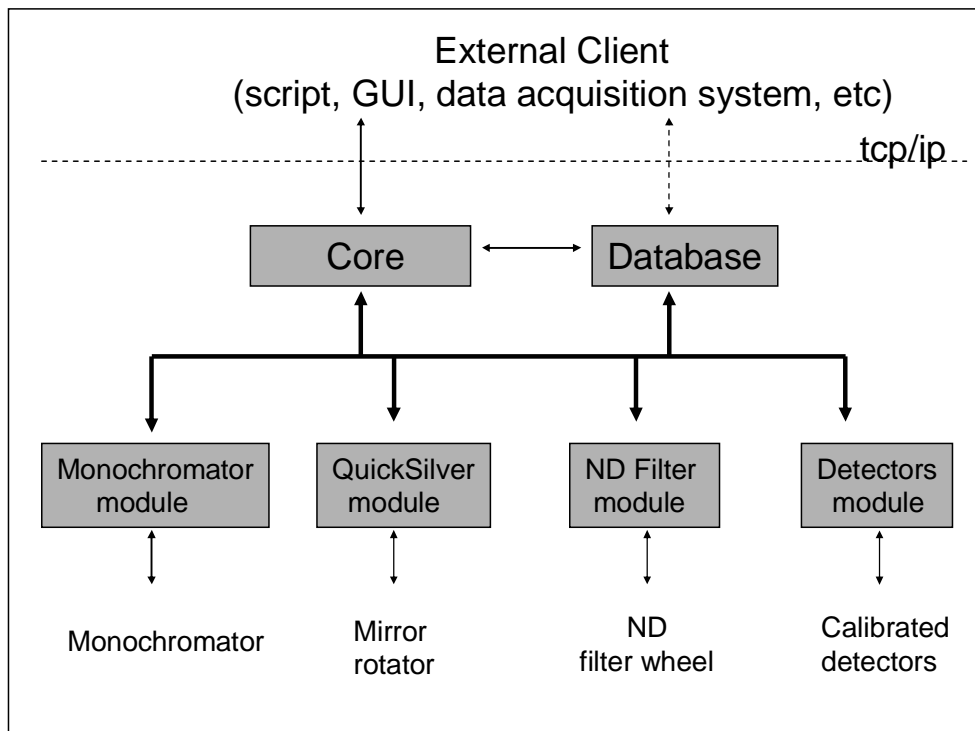 External Client
(script, GUI, data acquisition system, etc)
tcp/ip
Core
Database
Monochromator
module
QuickSilver
module
ND Filter
module
Detectors
module
Monochromator
Mirror
rotator
ND
filter wheel
Calibrated
detectors